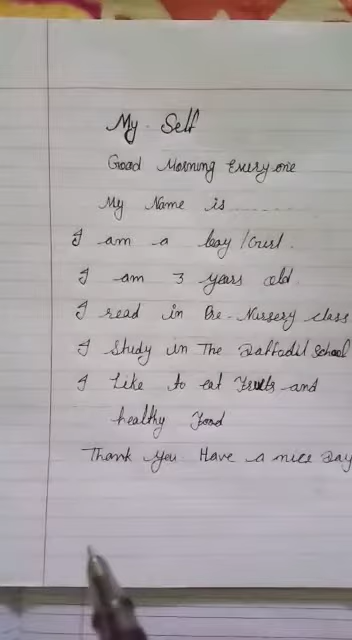 My Self
Good Morning Every one
My Name is ........
I am a boy/Gurl.
I am 3 years old.
I read in Pre-Nursery class
I Study in The Daffodil School
I Like to eat Fruits and
healthy Food
Thank you. Have a nice Day